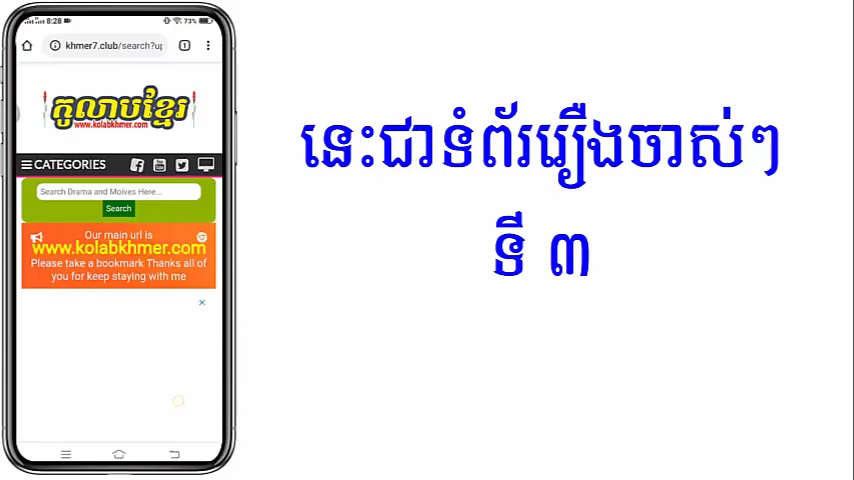 8:28
73%
khmer7.club/search?up
1
កូលាបខ្មែរ
www.kolabkhmer.com
CATEGORIES
Search Drama and Moives Here...
Search
Our main url is
www.kolabkhmer.com
Please take a bookmark Thanks all of
you for keep staying with me
នេះជាទំព័ររឿងចាស់ៗ
ទី ៣